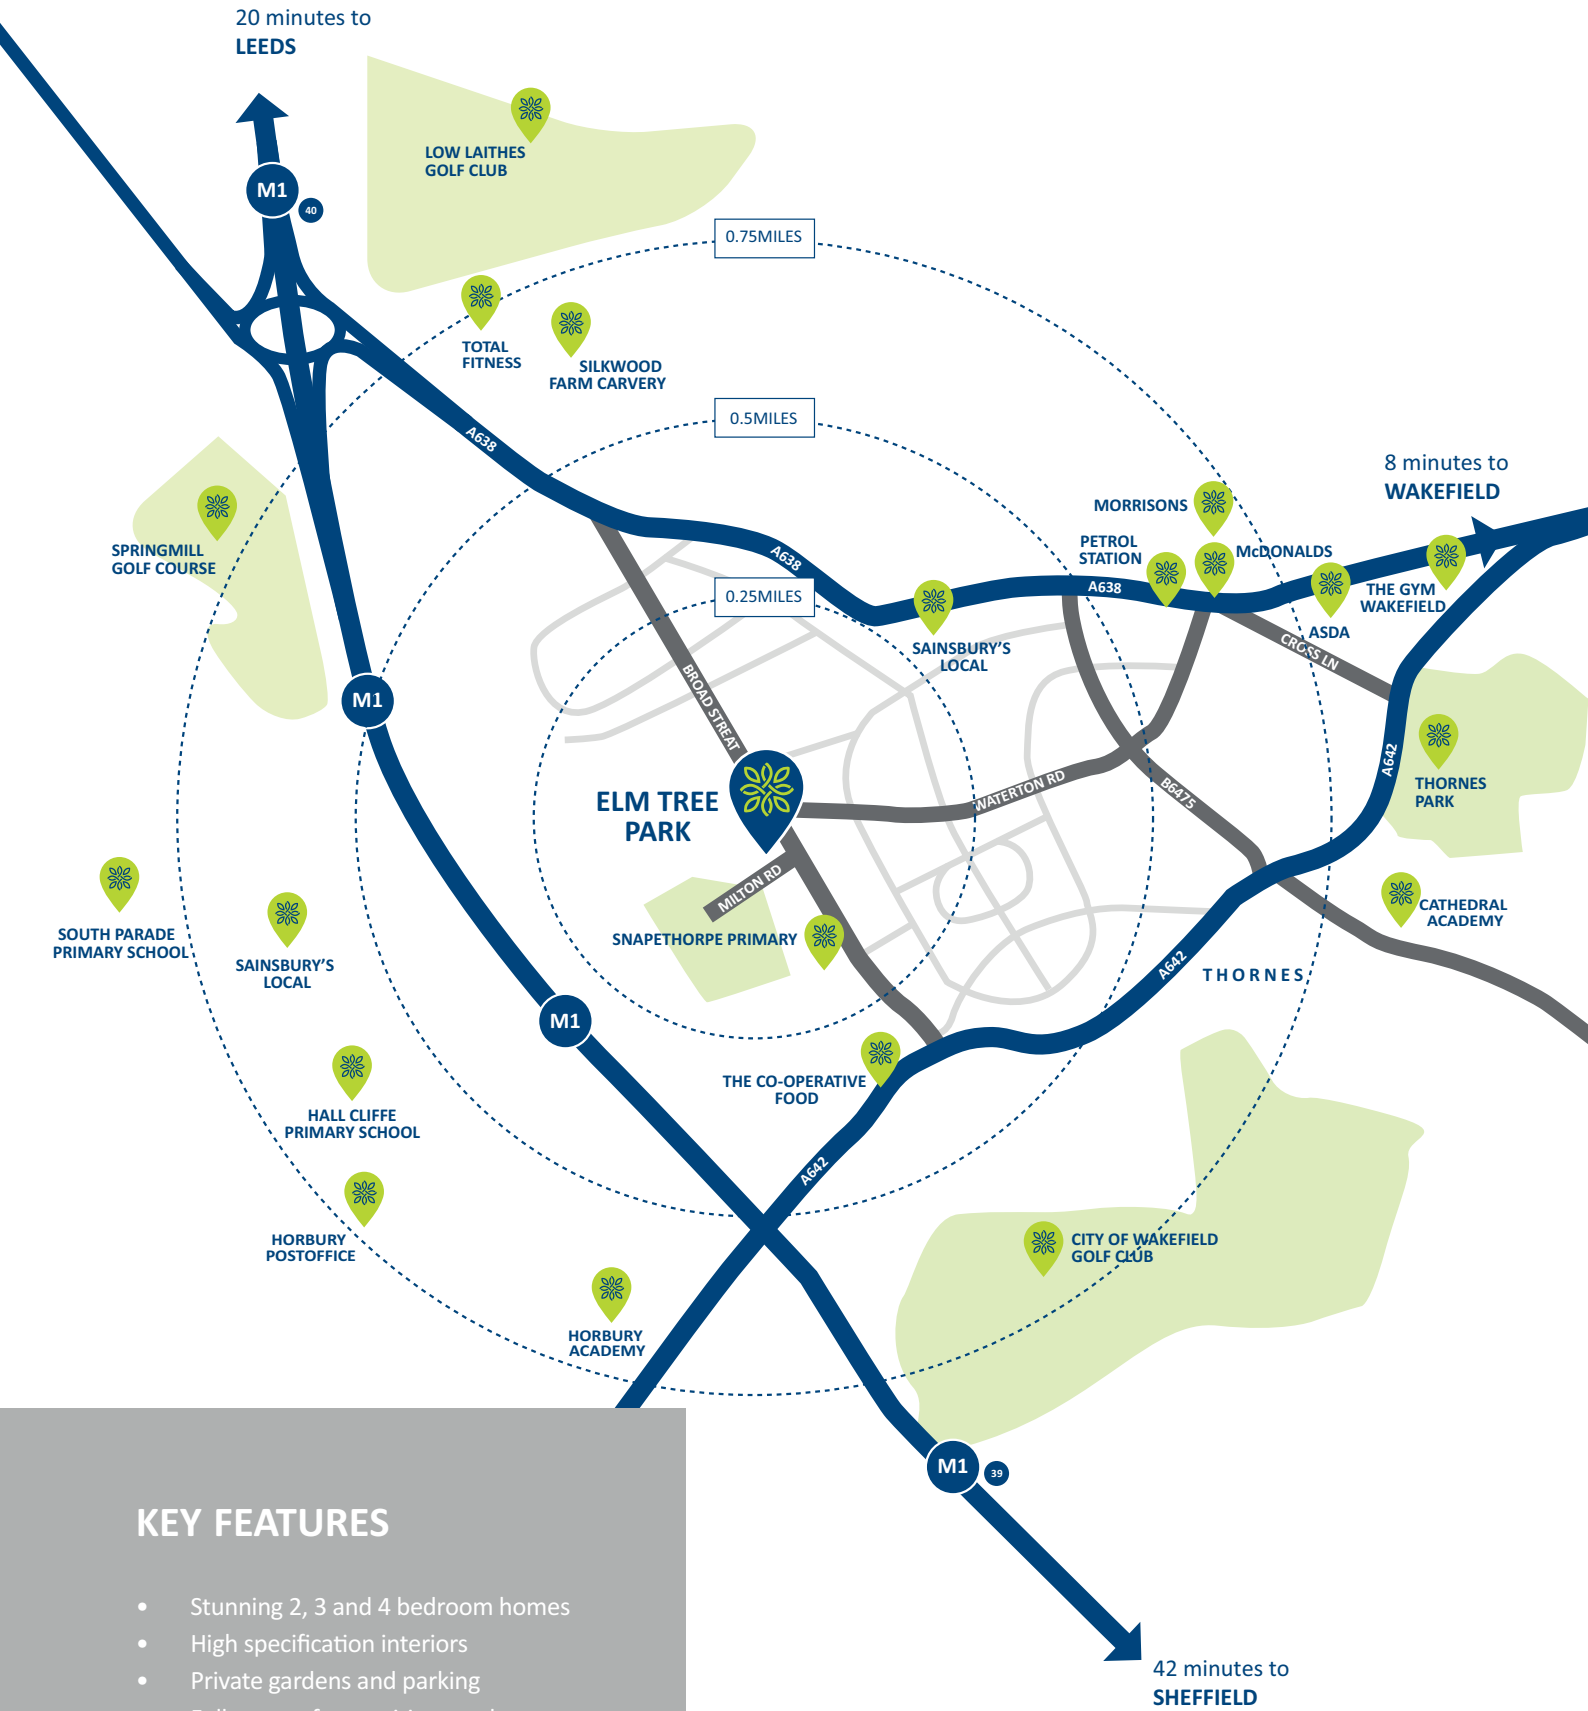 20 minutes to
LEEDS
M1
40
LOW LAITHES
GOLF CLUB
0.75MILES
TOTAL
FITNESS
SILKWOOD
FARM CARVERY
0.5MILES
A638
8 minutes to
WAKEFIELD
MORRISONS
PETROL
STATION
McDONALDS
SPRINGMILL
GOLF COURSE
A638
A638
0.25MILES
THE GYM
WAKEFIELD
ASDA
SAINSBURY'S
LOCAL
CROSS LN
BROAD STREAT
M1
A642
THORNES
PARK
ELM TREE
PARK
WATERTON RD
B6475
MILTON RD
CATHEDRAL
ACADEMY
SOUTH PARADE
PRIMARY SCHOOL
SAINSBURY'S
LOCAL
SNAPETHORPE PRIMARY
A642
THORNES
M1
THE CO-OPERATIVE
FOOD
HALL CLIFFE
PRIMARY SCHOOL
A642
HORBURY
POSTOFFICE
CITY OF WAKEFIELD
GOLF CLUB
HORBURY
ACADEMY
M1
39
KEY FEATURES
• Stunning 2, 3 and 4 bedroom homes
• High specification interiors
• Private gardens and parking
42 minutes to
SHEFFIELD